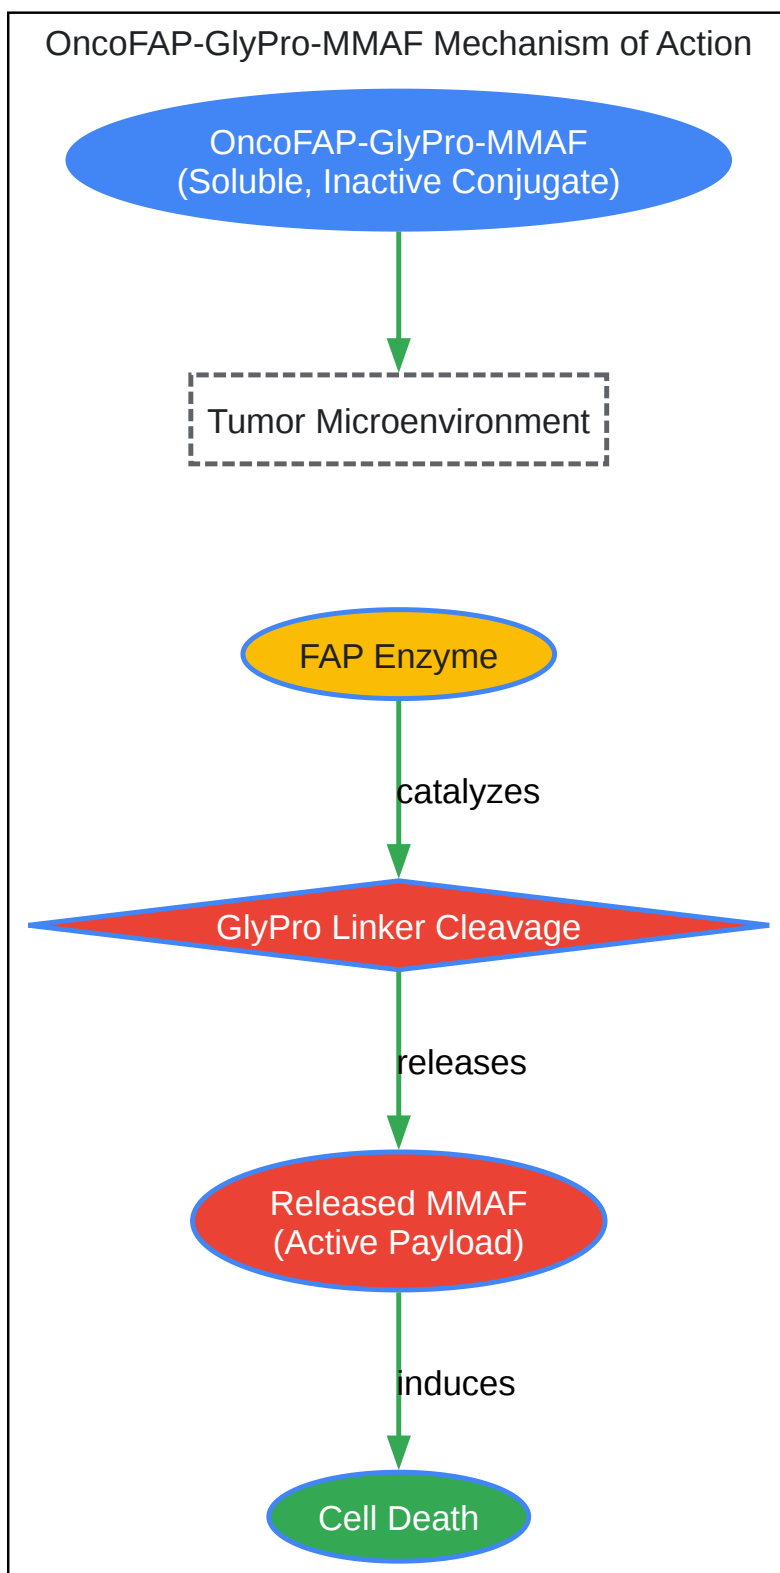 OncoFAP-GlyPro-MMAF Mechanism of Action
OncoFAP-GlyPro-MMAF
(Soluble, Inactive Conjugate)
Tumor Microenvironment
FAP Enzyme
catalyzes
GlyPro Linker Cleavage
releases
Released MMAF
(Active Payload)
induces
Cell Death